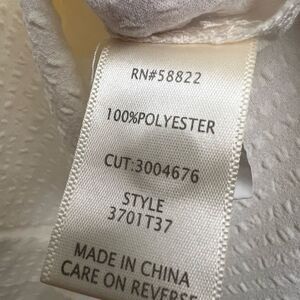 RN#58822
100%POLYESTER
CUT:3004676
STYLE
3701T37
MADE IN CHINA
CARE ON REVERSE